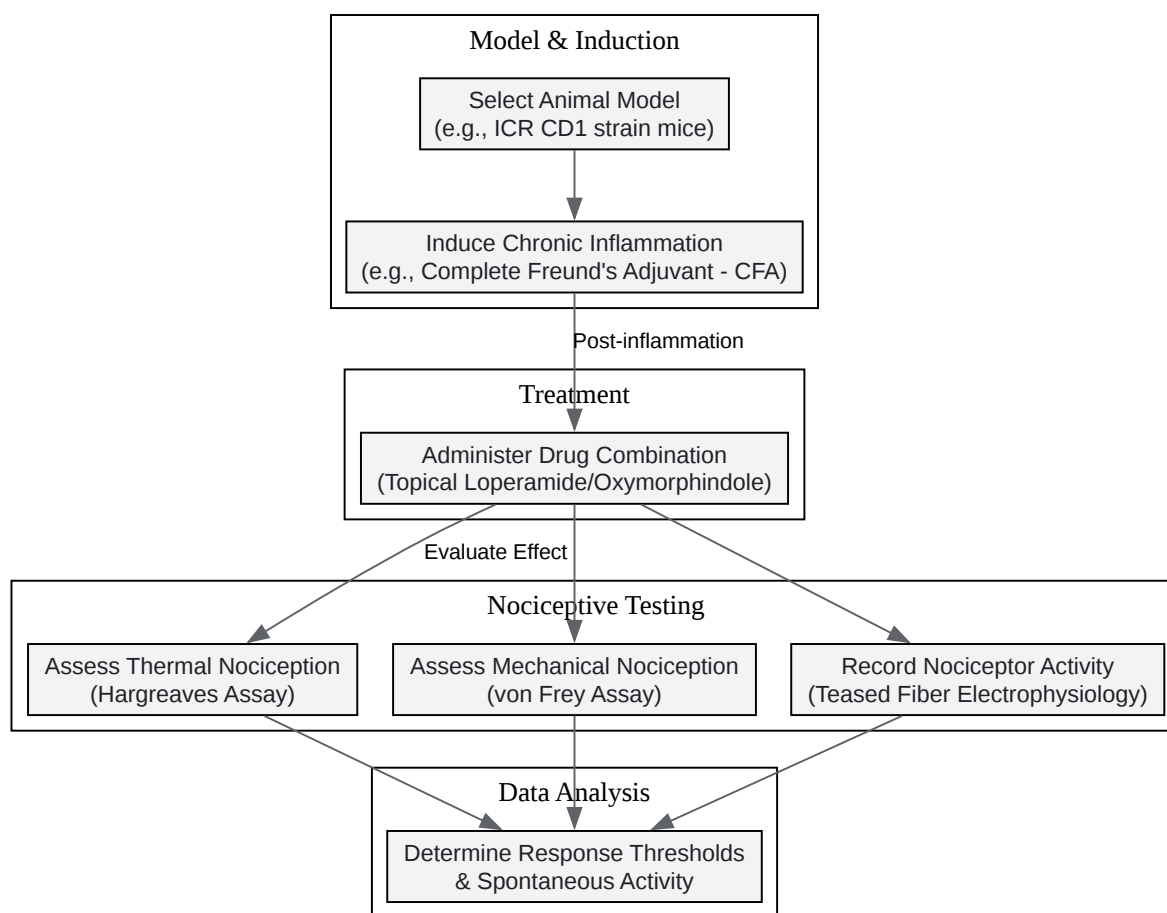 Model & Induction
Select Animal Model
(e.g., ICR CD1 strain mice)
Induce Chronic Inflammation
(e.g., Complete Freund's Adjuvant - CFA)
Post-inflammation
Treatment
Administer Drug Combination
(Topical Loperamide/Oxymorphindole)
Evaluate Effect
Nociceptive Testing
Assess Thermal Nociception
(Hargreaves Assay)
Assess Mechanical Nociception
(von Frey Assay)
Record Nociceptor Activity
(Teased Fiber Electrophysiology)
Data Analysis
Determine Response Thresholds
& Spontaneous Activity